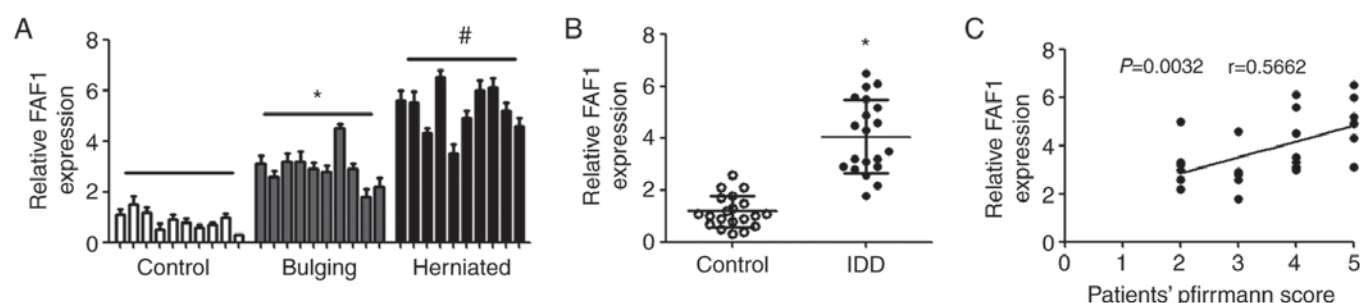 A
Relative FAF1
expression
8
6
4
2
0
*
#
Control
Bulging
Herniated
B
Relative FAF1
expression
8
6
4
2
0
*
Control
IDD
C
Relative FAF1
expression
8
6
4
2
0
P=0.0032 r=0.5662
0 1 2 3 4 5
Patients' pfirrmann score